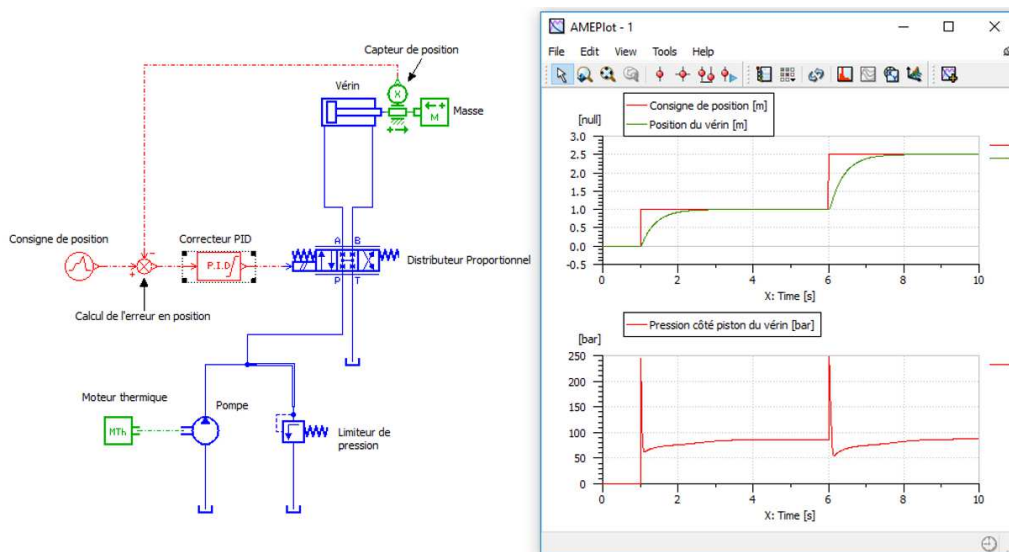 Capteur de position
Vérin
X
M
Masse
Consigne de position
Correcteur PID
A B
P.I.D
Distributeur Proportionnel
P T
Calcul de l'erreur en position
Moteur thermique
Pompe
MTh
Limiteur de
pression
AMEPlot - 1
File Edit View Tools Help
Consigne de position [m]
Position du vérin [m]
[null]
3.0
2.5
2.0
1.5
1.0
0.5
0.0
-0.5
0 2 4 6 8 10
X: Time [s]
Pression côté piston du vérin [bar]
[bar]
250
200
150
100
50
0
0 2 4 6 8 10
X: Time [s]